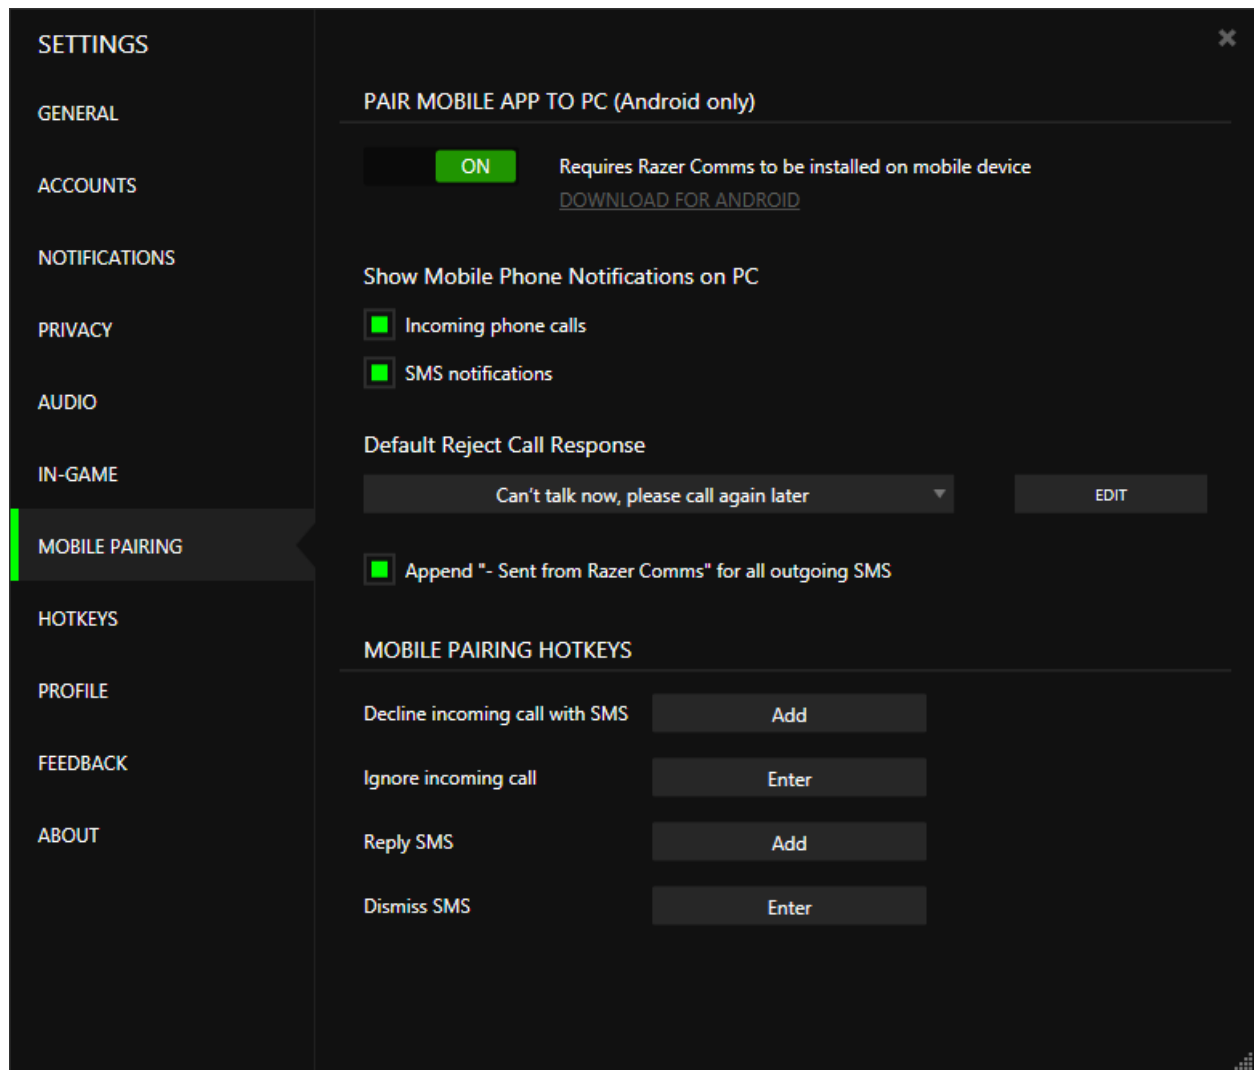 SETTINGS
GENERAL
ACCOUNTS
NOTIFICATIONS
PRIVACY
AUDIO
IN-GAME
MOBILE PAIRING
HOTKEYS
PROFILE
FEEDBACK
ABOUT
PAIR MOBILE APP TO PC (Android only)
ON
Requires Razer Comms to be installed on mobile device
DOWNLOAD FOR ANDROID
Show Mobile Phone Notifications on PC
Incoming phone calls
SMS notifications
Default Reject Call Response
Can't talk now, please call again later
EDIT
Append "- Sent from Razer Comms" for all outgoing SMS
MOBILE PAIRING HOTKEYS
Decline incoming call with SMS
Add
Ignore incoming call
Enter
Reply SMS
Add
Dismiss SMS
Enter